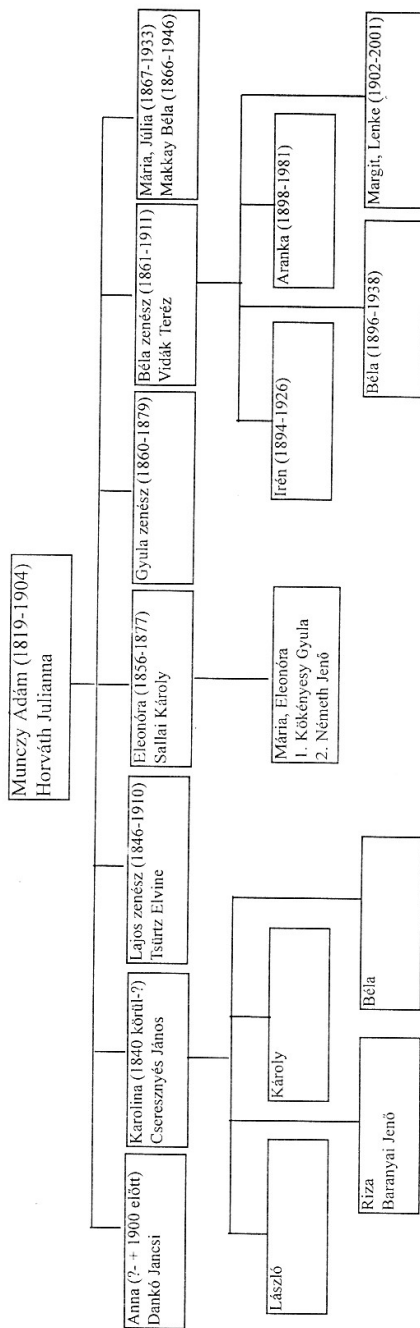 Munczy Adám (1819-1904)
Horváth Julianna
Anna (?- + 1900 előtt)
Dankó Jancsi
Karolina (1840 körül-?)
Cseresznyés János
Lajos zenész (1846-1910)
Tsürtz Elvine
Eleonóra (1856-1877)
Sallai Károly
Gyula zenész (1860-1879)
Béla zenész (1861-1911)
Vidák Teréz
Mária, Júlia (1867-1933)
Makkay Béla (1866-1946)
László
Riza
Baranyai Jenő
Károly
Béla
Mária, Eleonóra
1. Kökényesy Gyula
2. Németh Jenő
Irén (1894-1926)
Béla (1896-1938)
Aranka (1898-1981)
Margit, Lenke (1902-2001)